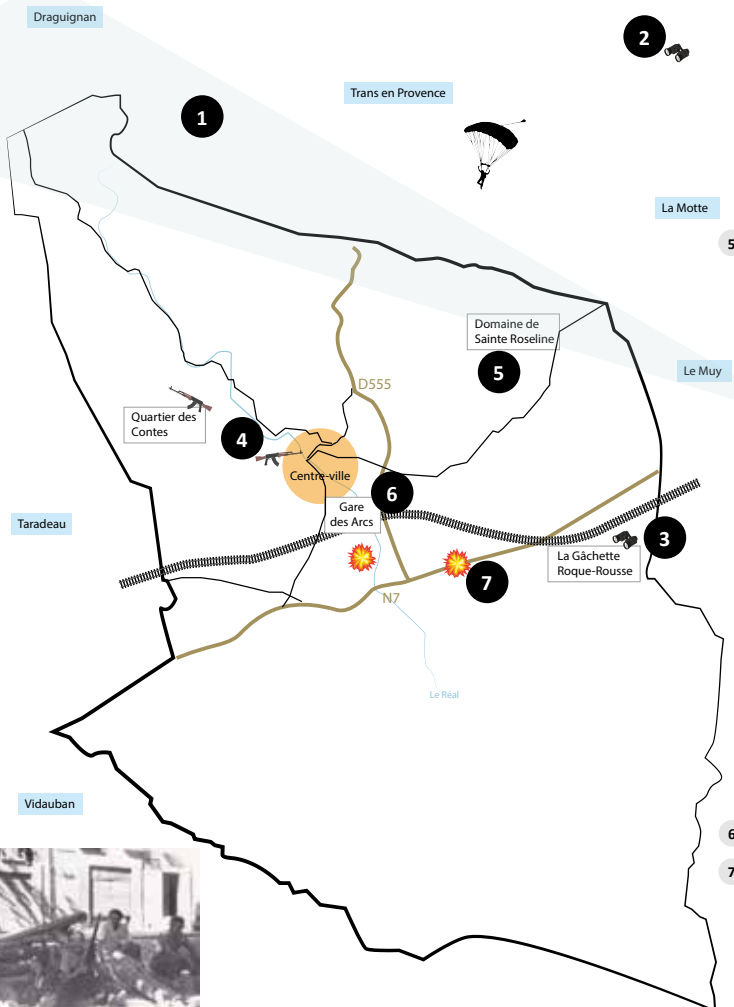 Draguignan
2
Trans en Provence
1
La Motte
5
Domaine de
Sainte Roseline
Le Muy
5
D555
Quartier des
Contes
4
Centre-ville
6
Gare
des Arcs
Taradeau
3
La Gâchette
Roque-Rousse
7
N7
Le Réal
Vidauban
6
7